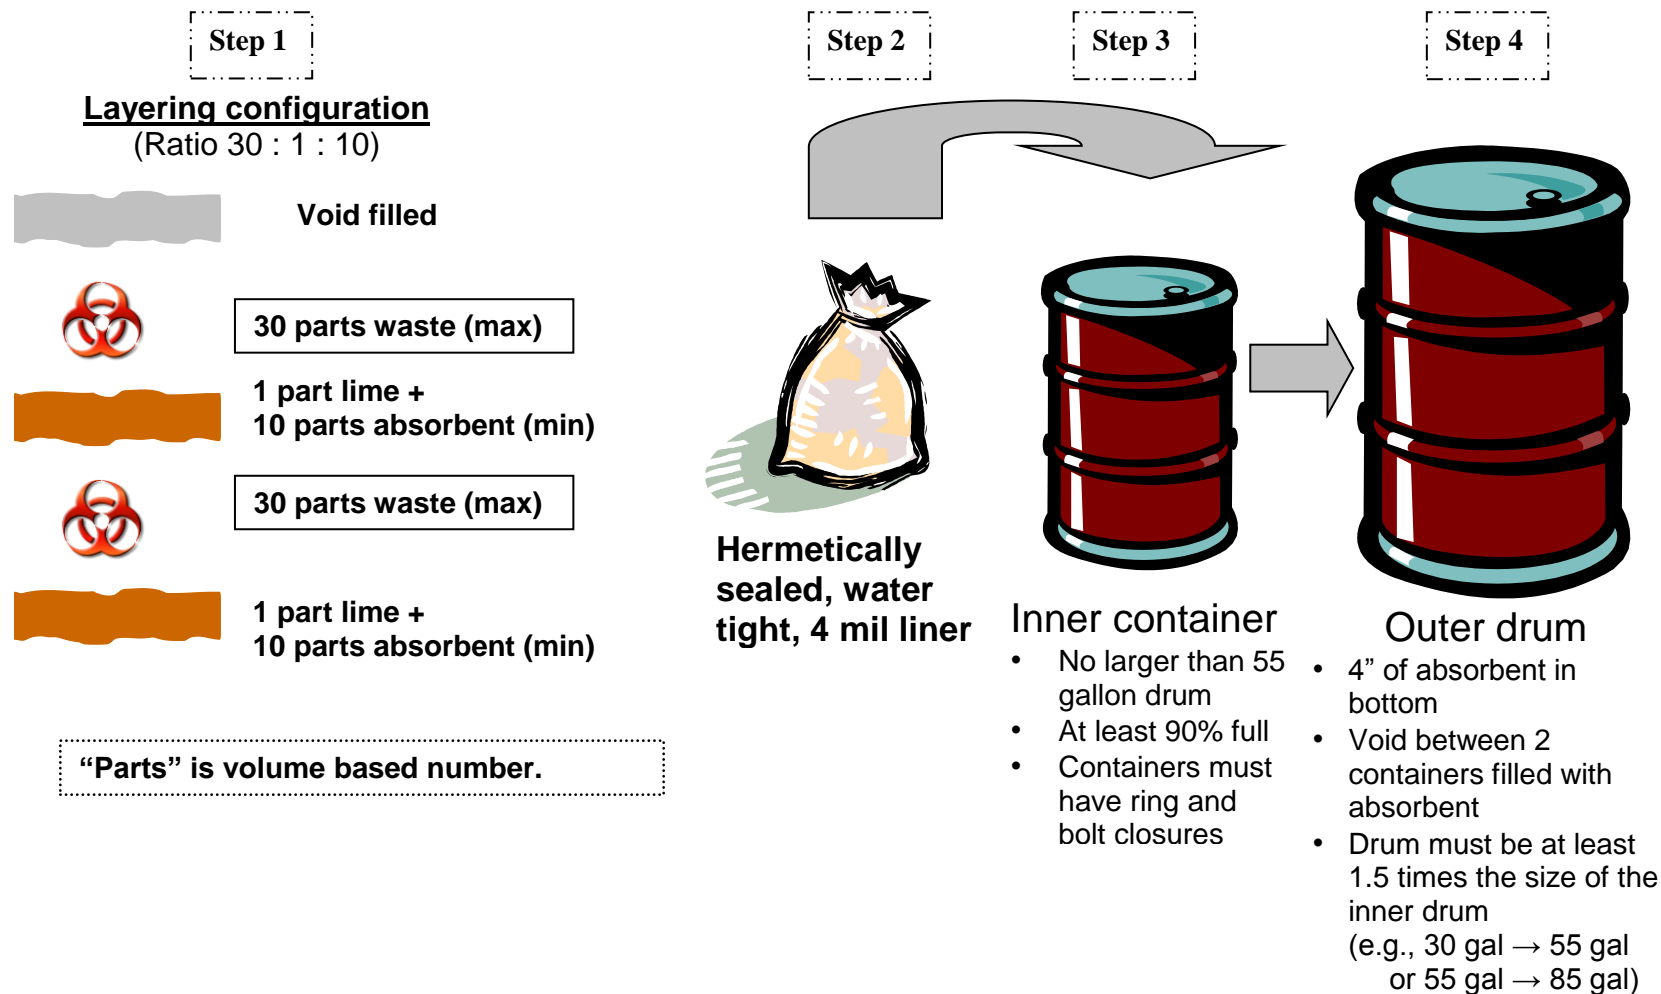 Step 1
Layering configuration
(Ratio 30 : 1 : 10)
Void filled
30 parts waste (max)
1 part lime +
10 parts absorbent (min)
30 parts waste (max)
1 part lime +
10 parts absorbent (min)
“Parts” is volume based number.
Step 2
Hermetically
sealed, water
tight, 4 mil liner
Step 3
Inner container
• No larger than 55
gallon drum
• At least 90% full
• Containers must
have ring and
bolt closures
Step 4
Outer drum
• 4” of absorbent in
bottom
• Void between 2
containers filled with
absorbent
• Drum must be at least
1.5 times the size of the
inner drum
(e.g., 30 gal → 55 gal
or 55 gal → 85 gal)